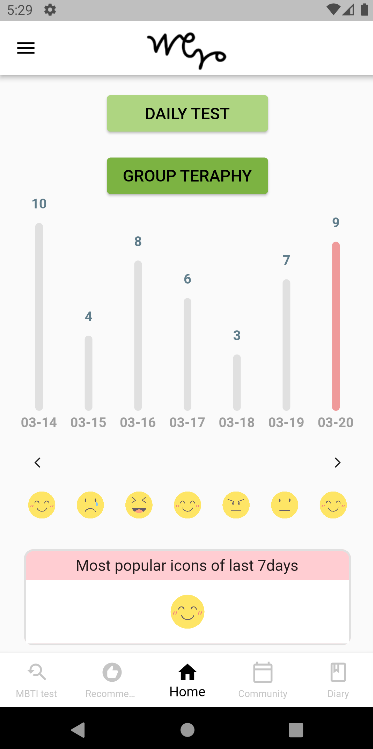 5:29
wero
DAILY TEST
GROUP TERAPHY
10
4
8
6
3
7
9
03-14 03-15 03-16 03-17 03-18 03-19 03-20
Most popular icons of last 7days
MBTI test Recomme... Home Community Diary